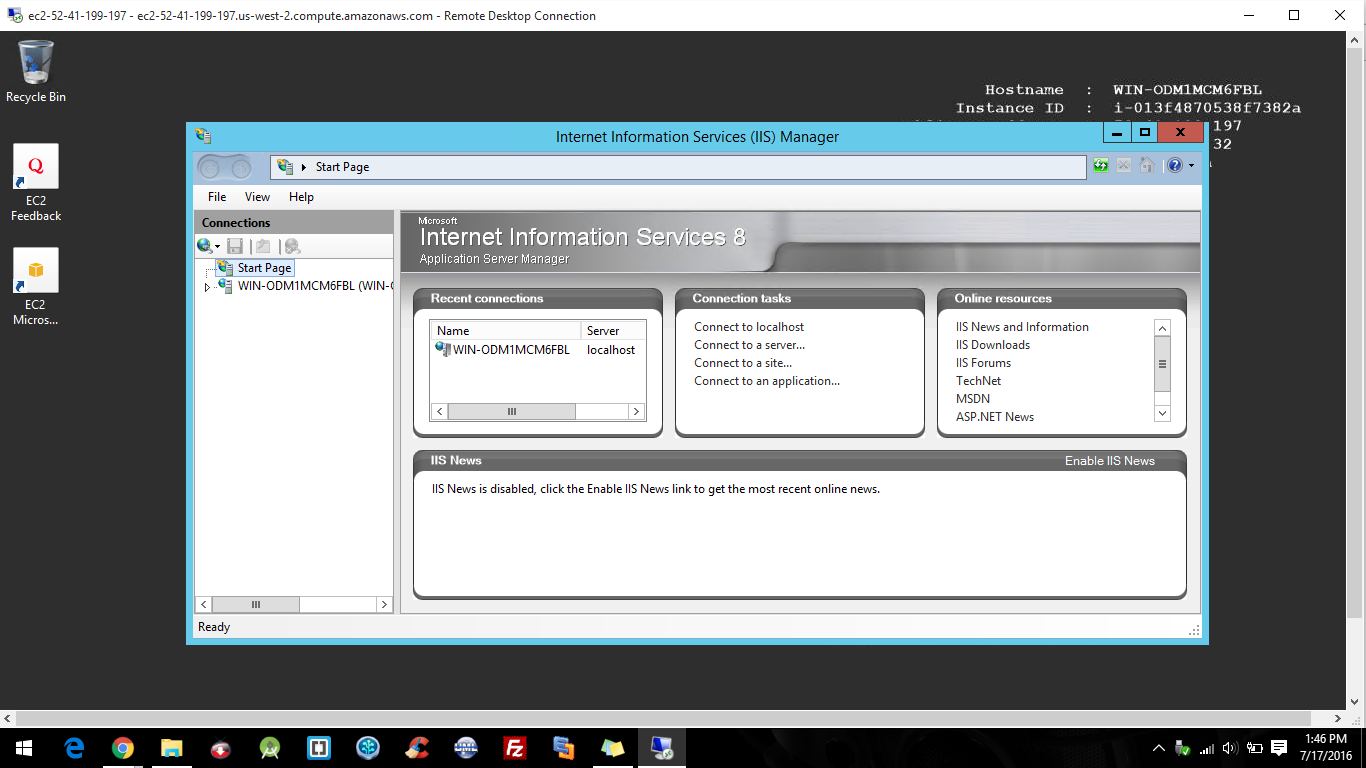 ec2-52-41-199-197 - ec2-52-41-199-197.us-west-2.compute.amazonaws.com - Remote Desktop Connection
Recycle Bin
Hostname : WIN-ODM1MCM6FBL
Instance ID : i-013f4870538f7382a
197
32
Q
EC2
Feedback
EC2
Micros...
Internet Information Services (IIS) Manager
Start Page
File View Help
Connections
Start Page
WIN-ODM1MCM6FBL (WIN-
Microsoft
Internet Information Services 8
Application Server Manager
Recent connections
Name Server
WIN-ODM1MCM6FBL localhost
Connection tasks
Connect to localhost
Connect to a server...
Connect to a site...
Connect to an application...
Online resources
IIS News and Information
IIS Downloads
IIS Forums
TechNet
MSDN
ASP.NET News
IIS News Enable IIS News
IIS News is disabled, click the Enable IIS News link to get the most recent online news.
Ready
1:46 PM
7/17/2016